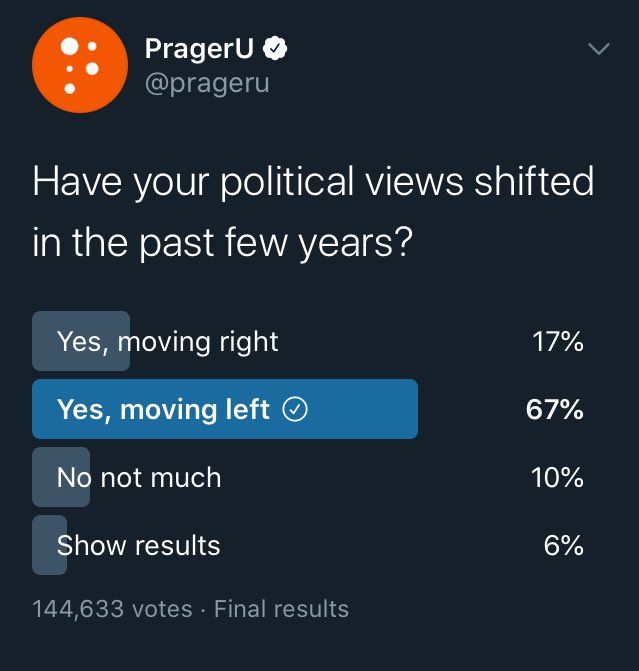 PragerU
@prageru
Have your political views shifted
in the past few years?
Yes, moving right 17%
Yes, moving left 67%
No not much 10%
Show results 6%
144,633 votes · Final results